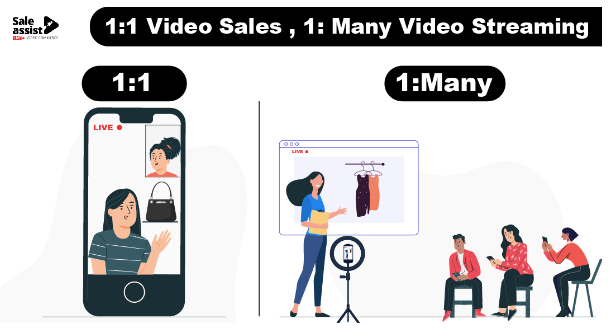 Sale
assist
1:1 Video Sales , 1: Many Video Streaming
1:1
1:Many
LIVE
LIVE